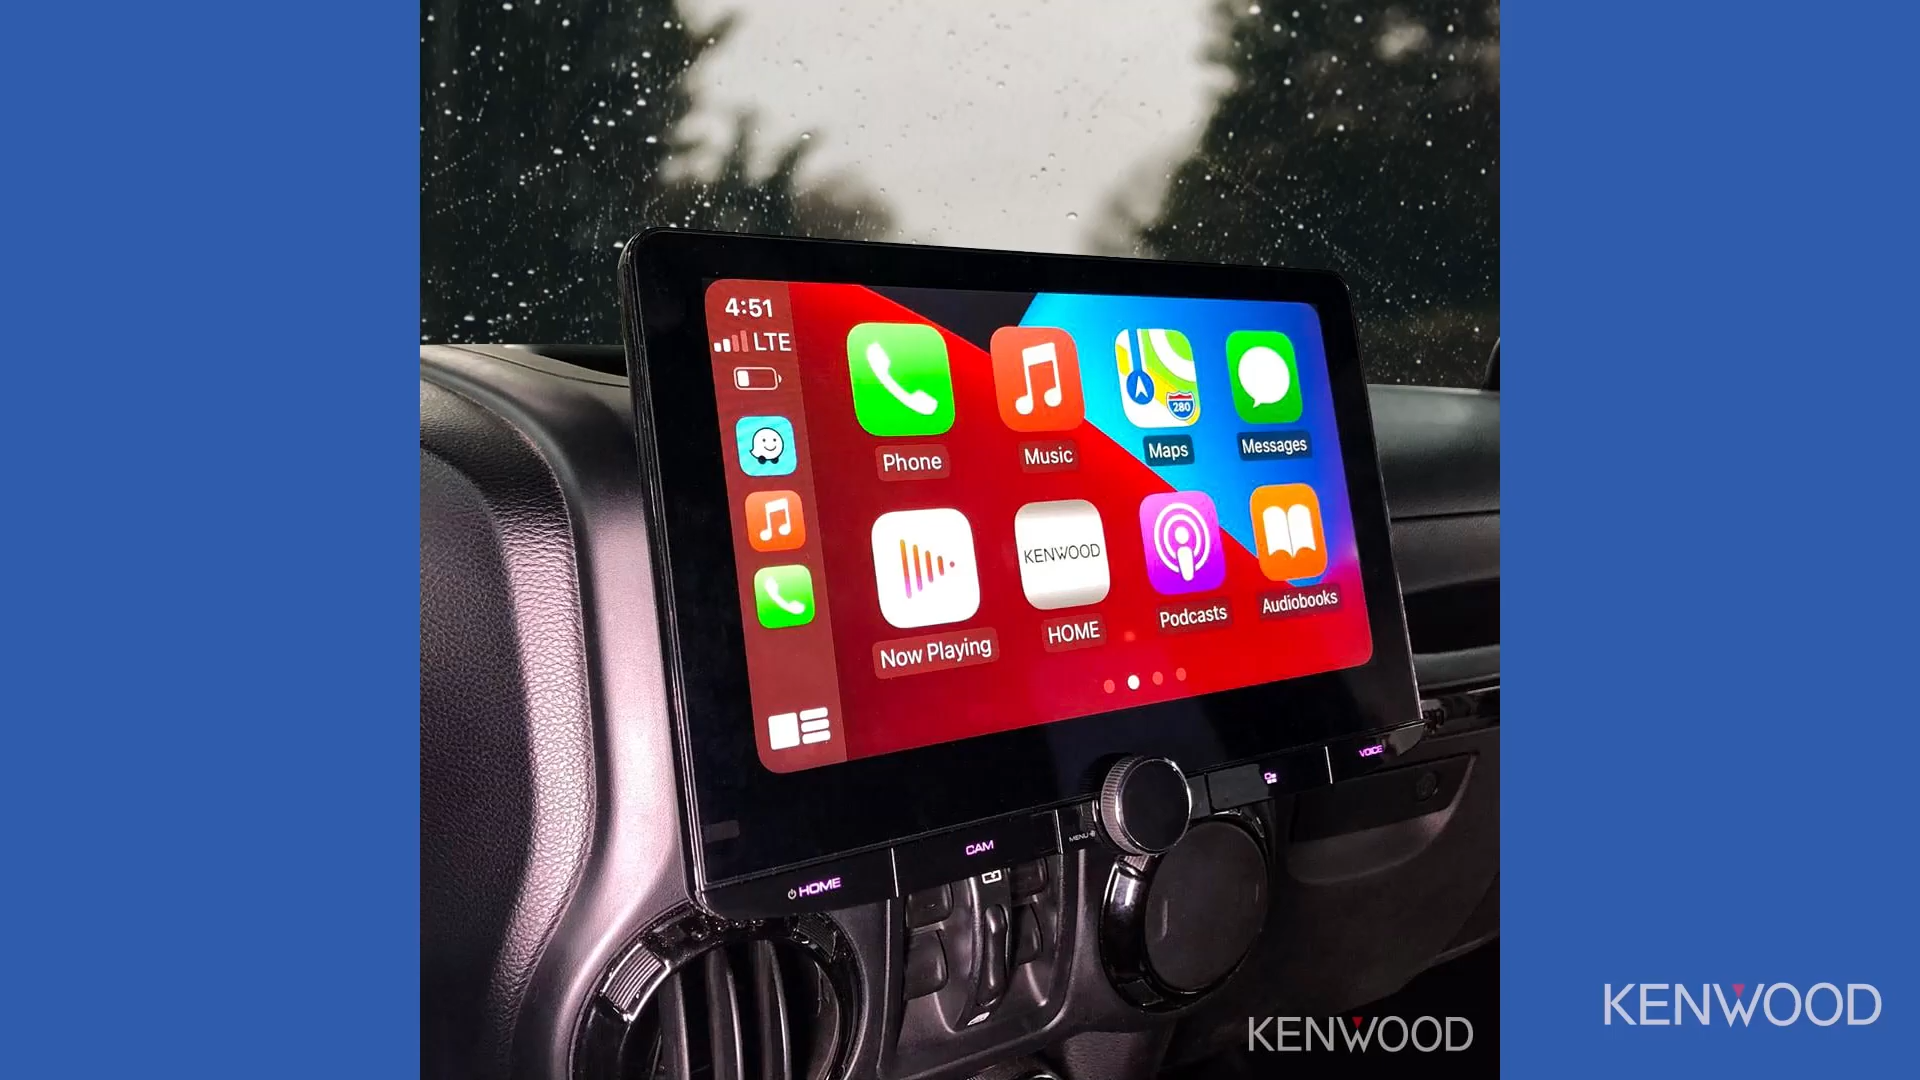 4:51
LTE
Phone
Music
280
Maps
Messages
Now Playing
KENWOOD
HOME
Podcasts
Audiobooks
VOICE
MENU
CAM
HOME
KENWOOD
KENWOOD